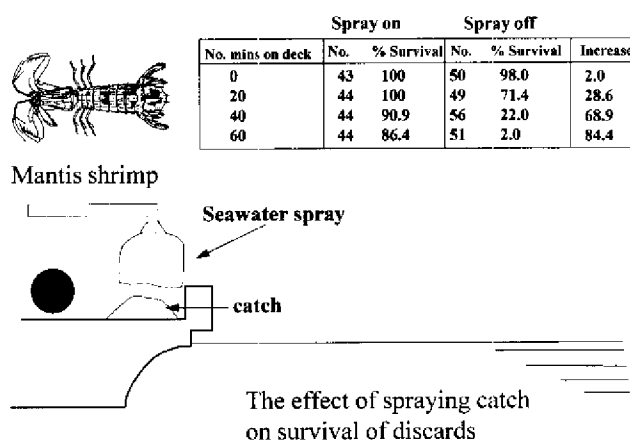 Spray on Spray off
No. mins on deck No. % Survival No. % Survival Increase
0 43 100 50 98.0 2.0
20 44 100 49 71.4 28.6
40 44 90.9 56 22.0 68.9
60 44 86.4 51 2.0 84.4
Mantis shrimp
Seawater spray
catch
The effect of spraying catch
on survival of discards